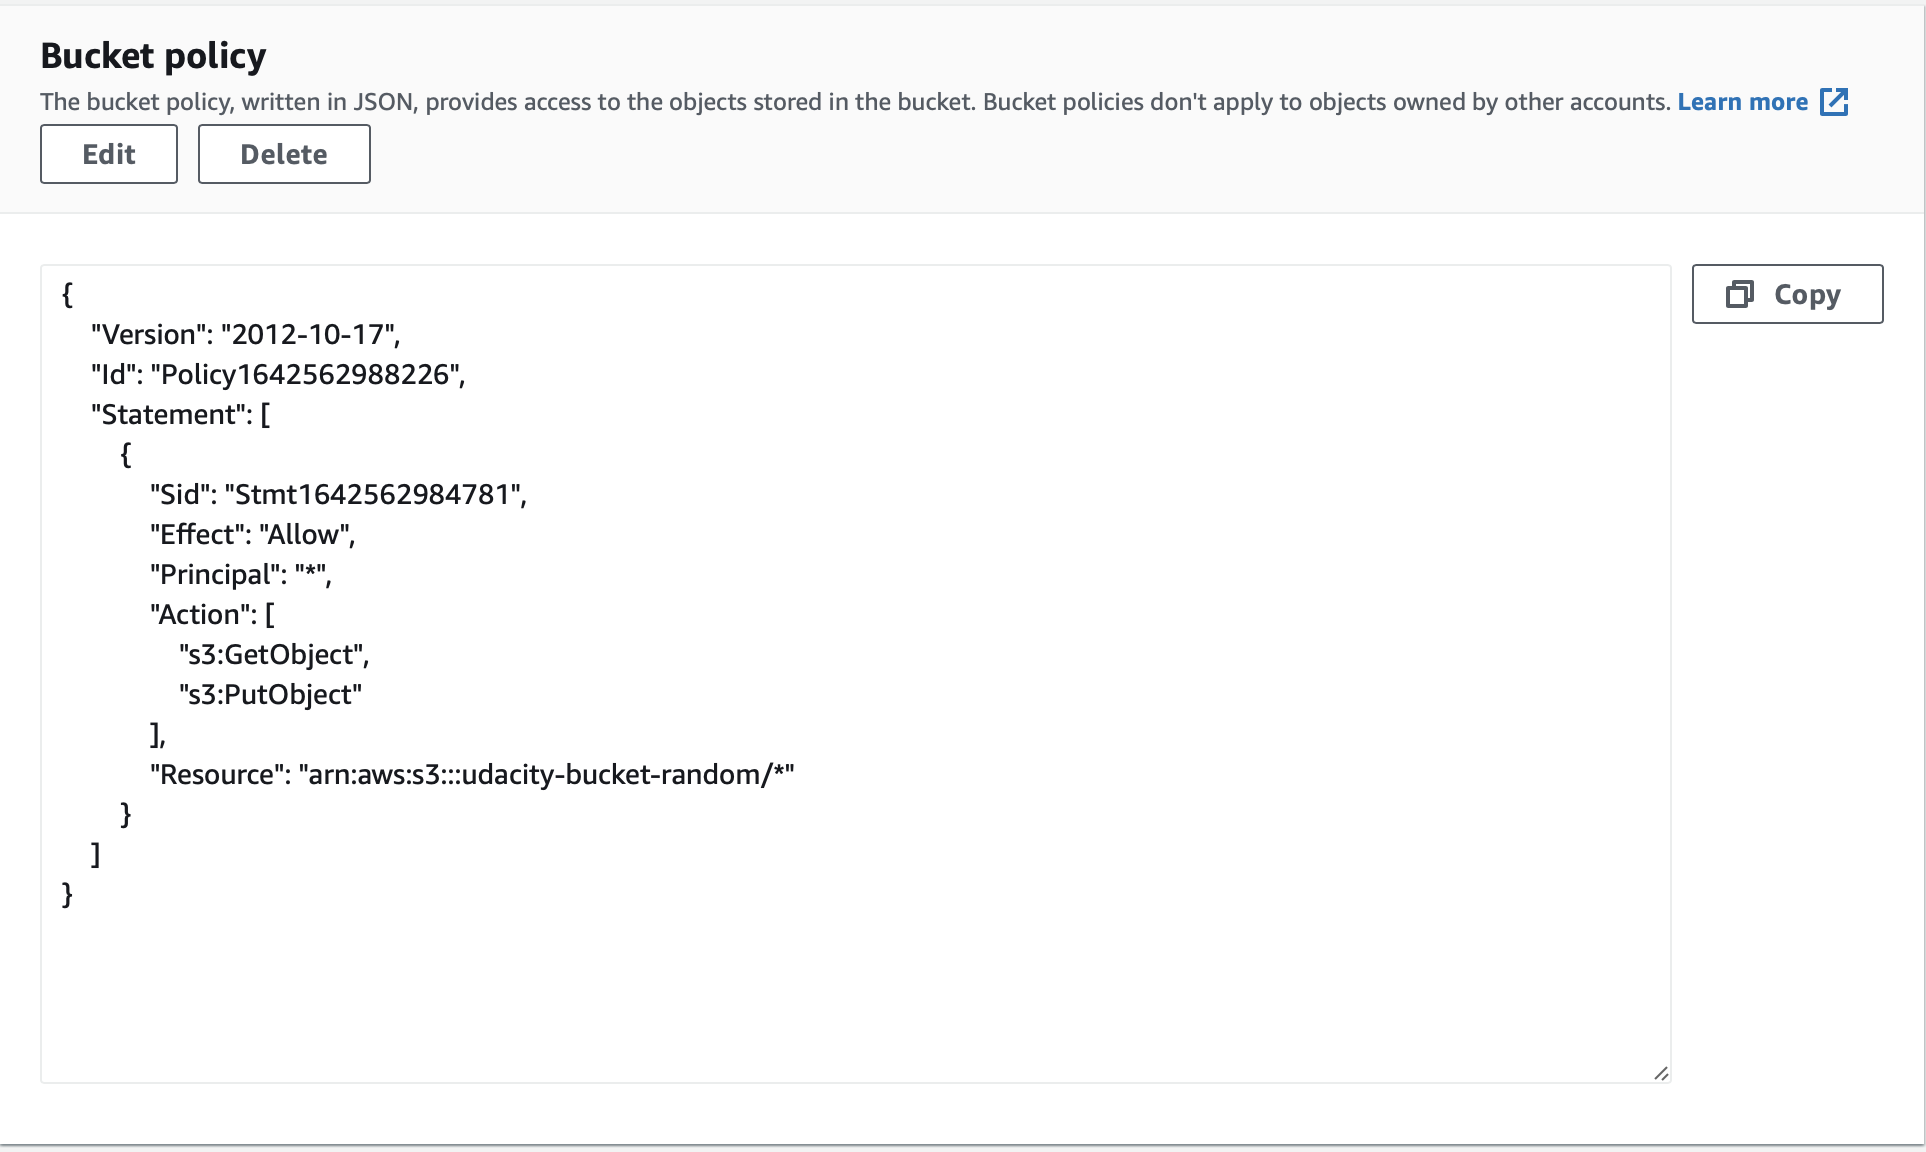 Bucket policy
The bucket policy, written in JSON, provides access to the objects stored in the bucket. Bucket policies don't apply to objects owned by other accounts. Learn more
Edit Delete
{
"Version": "2012-10-17",
"Id": "Policy1642562988226",
"Statement": [
{
"Sid": "Stmt1642562984781",
"Effect": "Allow",
"Principal": "*",
"Action": [
"s3:GetObject",
"s3:PutObject"
],
"Resource": "arn:aws:s3:::udacity-bucket-random/*"
}
]
}
Copy